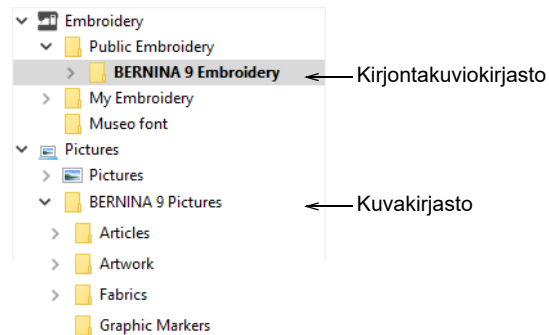 Embroidery
Public Embroidery
BERNINA 9 Embroidery
Kirjontakuviokirjasto
My Embroidery
Museo font
Pictures
Pictures
BERNINA 9 Pictures
Kuvakirjasto
Articles
Artwork
Fabrics
Graphic Markers